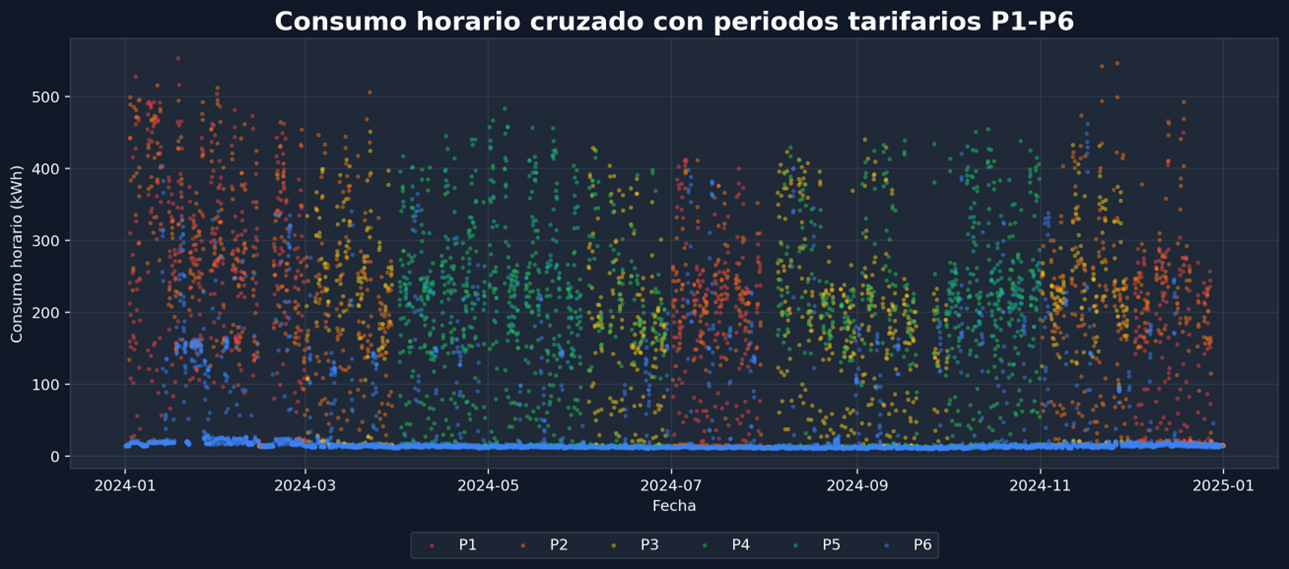 Consumo horario cruzado con periodos tarifarios P1-P6
Consumo horario (kWh)
500
400
300
200
100
0
2024-01 2024-03 2024-05 2024-07 2024-09 2024-11 2025-01
Fecha
P1 P2 P3 P4 P5 P6